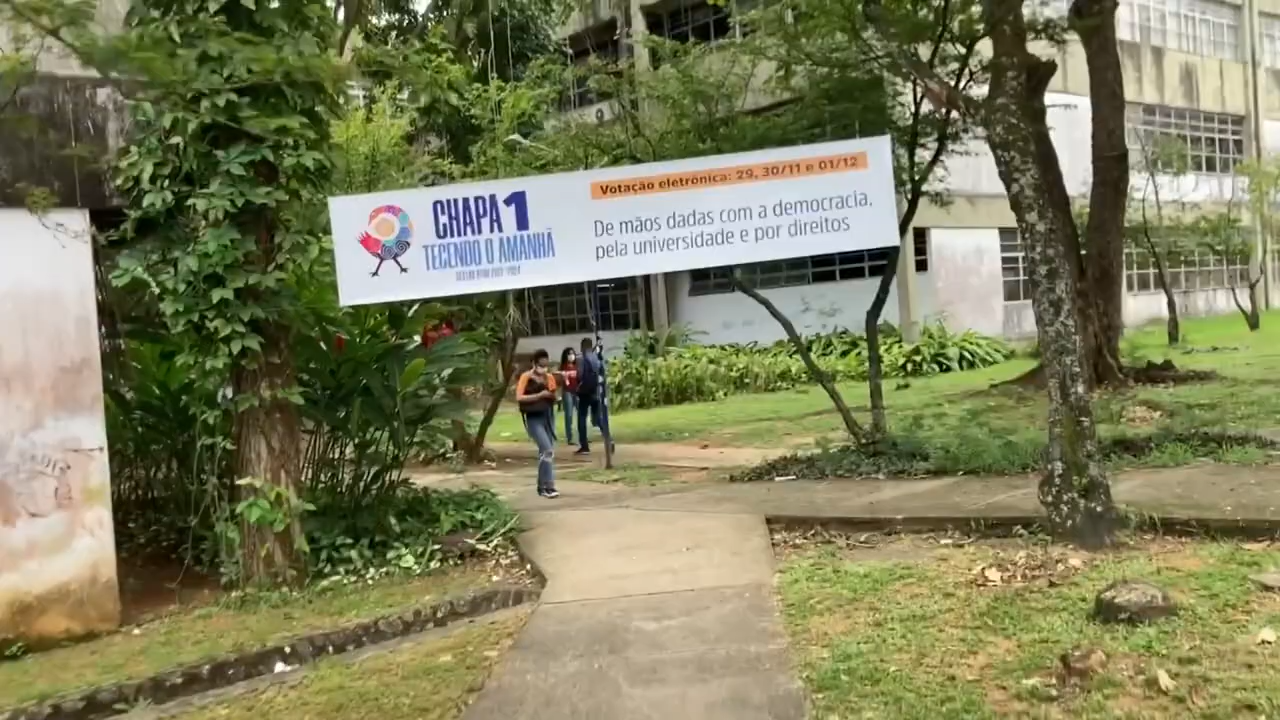 Votação eletrônica: 29, 30/11 e 01/12
CHAPA 1
TECENDO O AMANHÃ
De mãos dadas com a democracia,
pela universidade e por direitos